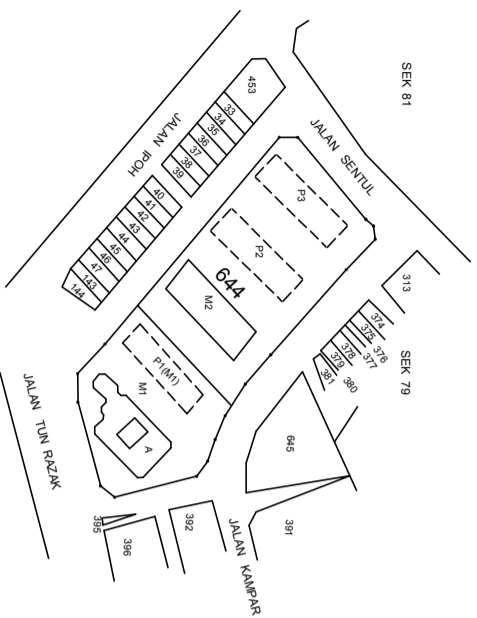 SEK 81
453
33
34
35
36
37
38
39
JALAN IPOH
JALAN SENTUL
40
41
42
43
44
45
46
47
143
144
P3
P2
644
M2
P1(M1)
M1
A
313
374
375
376
377
378
379
380
381
SEK 79
645
391
392
395
396
JALAN TUN RAZAK
JALAN KAMPAR